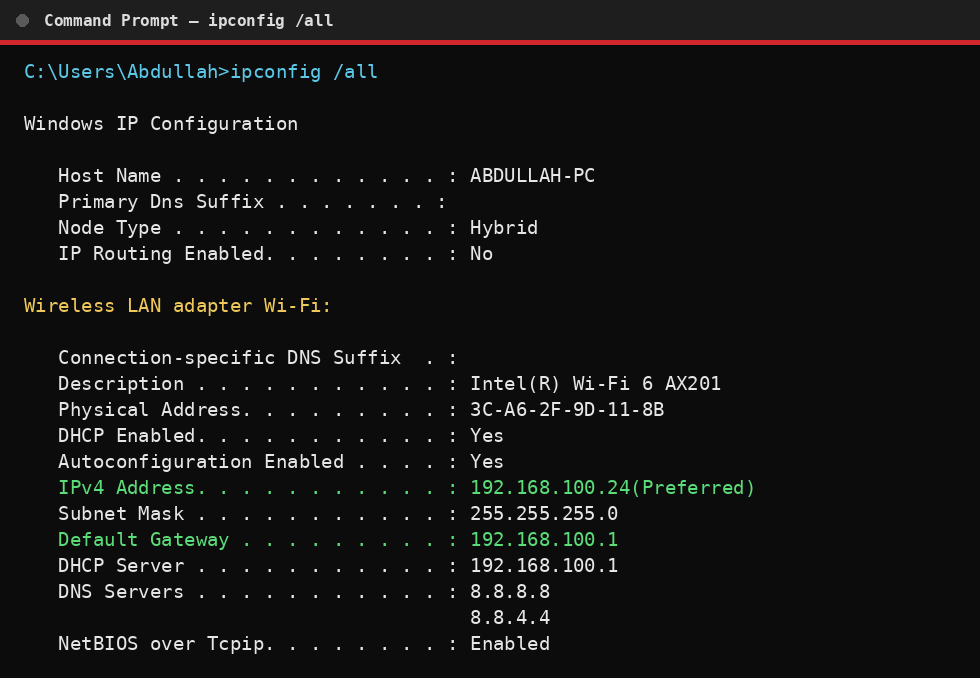 Command Prompt — ipconfig /all
C:\Users\Abdullah>ipconfig /all
Windows IP Configuration
Host Name . . . . . . . . . . . . : ABDULLAH-PC
Primary Dns Suffix . . . . . . . :
Node Type . . . . . . . . . . . . : Hybrid
IP Routing Enabled. . . . . . . . : No
Wireless LAN adapter Wi-Fi:
Connection-specific DNS Suffix  . :
Description . . . . . . . . . . . : Intel(R) Wi-Fi 6 AX201
Physical Address. . . . . . . . . : 3C-A6-2F-9D-11-8B
DHCP Enabled. . . . . . . . . . . : Yes
Autoconfiguration Enabled . . . . : Yes
IPv4 Address. . . . . . . . . . . : 192.168.100.24(Preferred)
Subnet Mask . . . . . . . . . . . : 255.255.255.0
Default Gateway . . . . . . . . . : 192.168.100.1
DHCP Server . . . . . . . . . . . : 192.168.100.1
DNS Servers . . . . . . . . . . . : 8.8.8.8
8.8.4.4
NetBIOS over Tcpip. . . . . . . . : Enabled